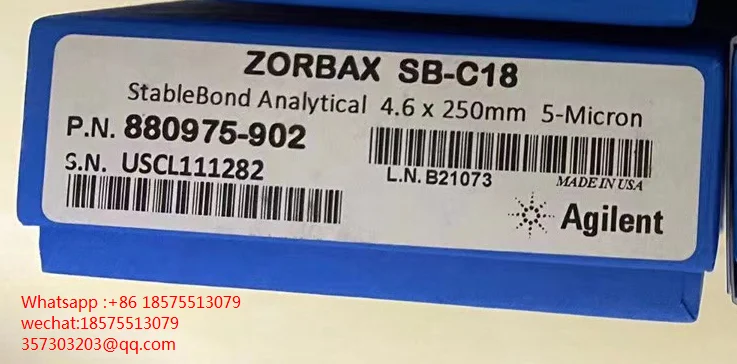 ZORBAX SB-C18
StableBond Analytical 4.6 x 250mm 5-Micron
P.N. 880975-902
S.N. USCL111282
L.N. B21073
MADE IN USA
Agilent
Whatsapp :+86 18575513079
wechat:18575513079
357303203@qq.com